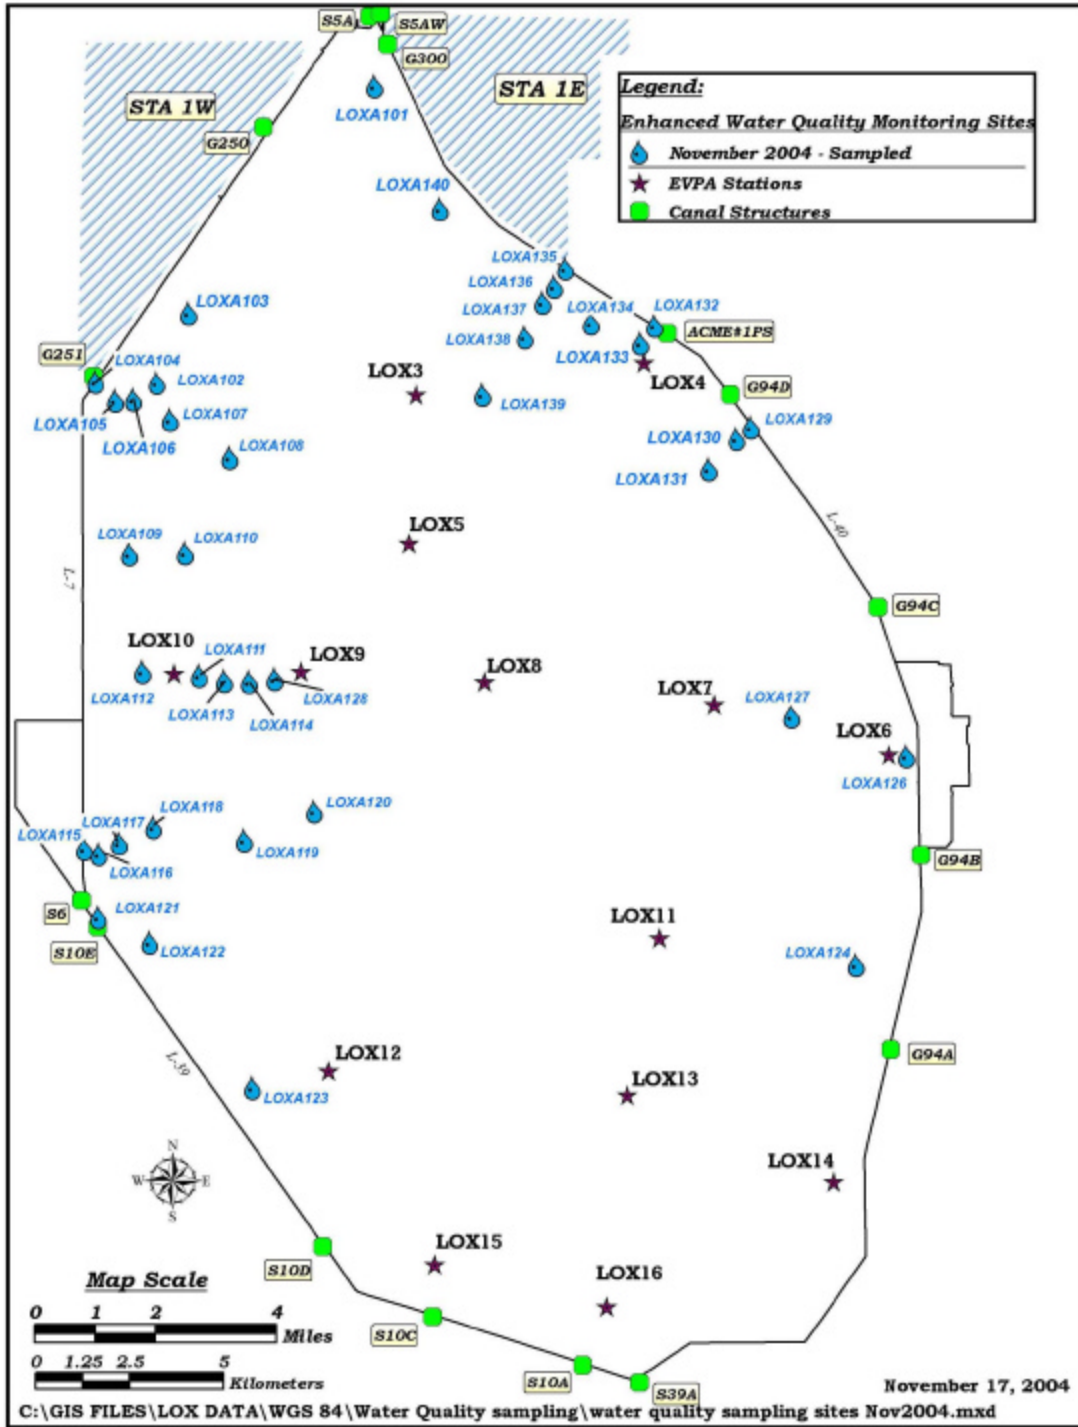 S5A
S5AW
G300
STA 1W
STA 1E
LOXA101
G250
Legend:
Enhanced Water Quality Monitoring Sites
November 2004 - Sampled
EVPA Stations
Canal Structures
LOXA140
LOXA135
LOXA136
LOXA103
LOXA137
LOXA134
LOXA132
LOXA138
ACME#1PS
LOXA133
G251
LOXA104
LOX3
LOX4
LOXA102
G94D
LOXA139
LOXA107
LOXA105
LOXA129
LOXA106
LOXA130
LOXA108
LOXA131
LOX5
L-40
LOXA109
LOXA110
L-7
G94C
LOX10
LOXA111
LOX9
LOX8
LOX7
LOXA112
LOXA128
LOXA127
LOXA113
LOXA114
LOX6
LOXA126
LOXA120
LOXA118
LOXA117
LOXA115
LOXA119
LOXA116
G94B
S6
LOXA121
LOX11
S10E
LOXA122
LOXA124
G94A
LOX12
L-39
LOX13
LOXA123
N
W E
S
LOX14
LOX15
S10D
LOX16
Map Scale
0 1 2 4
Miles
S10C
0 1.25 2.5 5
Kilometers
S10A
S39A
November 17, 2004
C:\GIS FILES\LOX DATA\WGS 84\Water Quality sampling\water quality sampling sites Nov2004.mxd